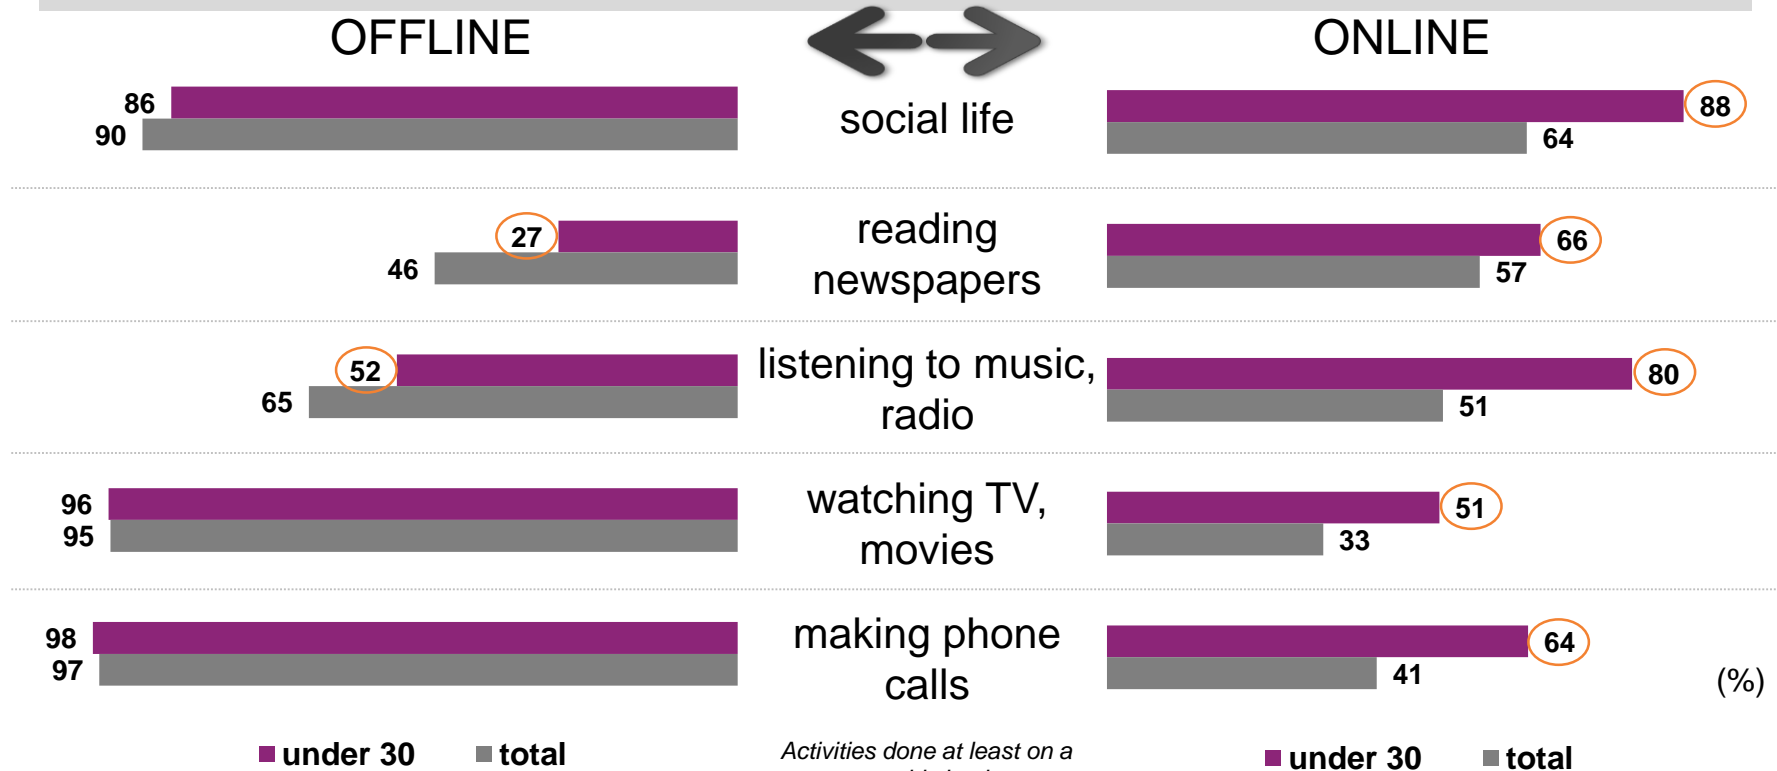 OFFLINE
ONLINE
86
90
social life
88
64
27
46
reading
newspapers
66
57
52
65
listening to music,
radio
80
51
96
95
watching TV,
movies
51
33
98
97
making phone
calls
64
41
(%)
under 30 total
Activities done at least on a
under 30 total